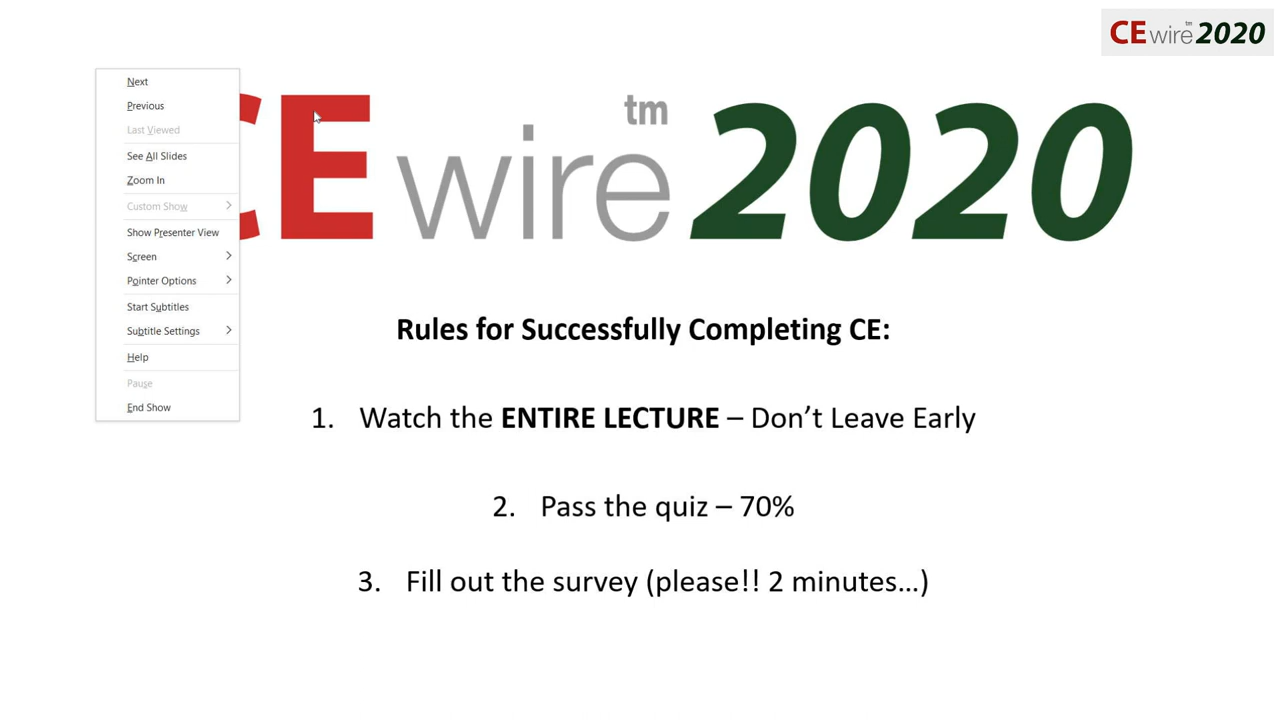 CE wire tm 2020
Next
Previous
Last Viewed
See All Slides
Zoom In
Custom Show
Show Presenter View
Screen
Pointer Options
Start Subtitles
Subtitle Settings
Help
Pause
End Show
CE wire tm 2020
Rules for Successfully Completing CE:
1. Watch the ENTIRE LECTURE – Don’t Leave Early
2. Pass the quiz – 70%
3. Fill out the survey (please!! 2 minutes…)